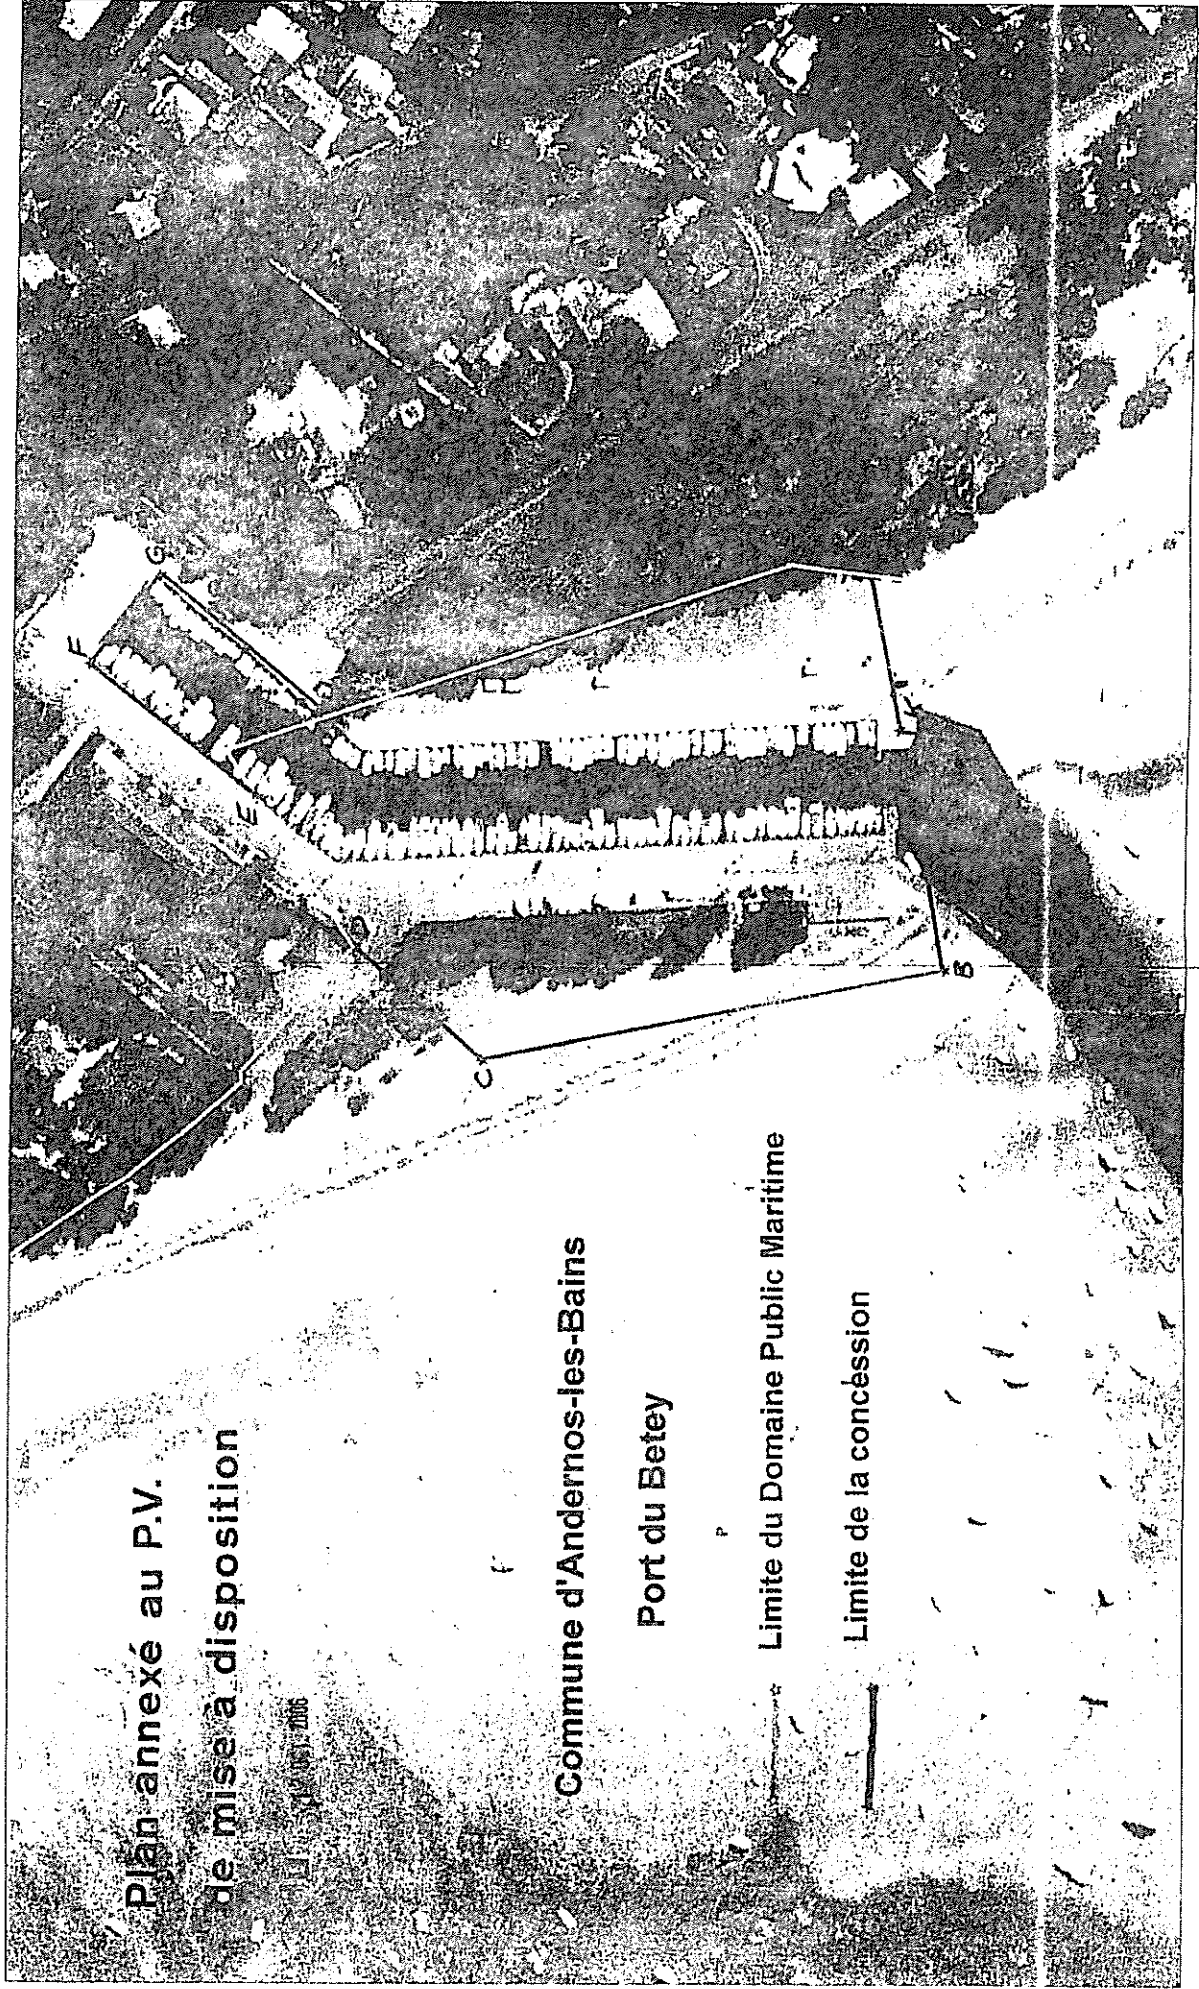 Plan annexé au P.V.
de mise à disposition
2006
Commune d'Andernos-les-Bains
Port du Betey
Limite du Domaine Public Maritime
Limite de la concession
F
G
E
D
C
B